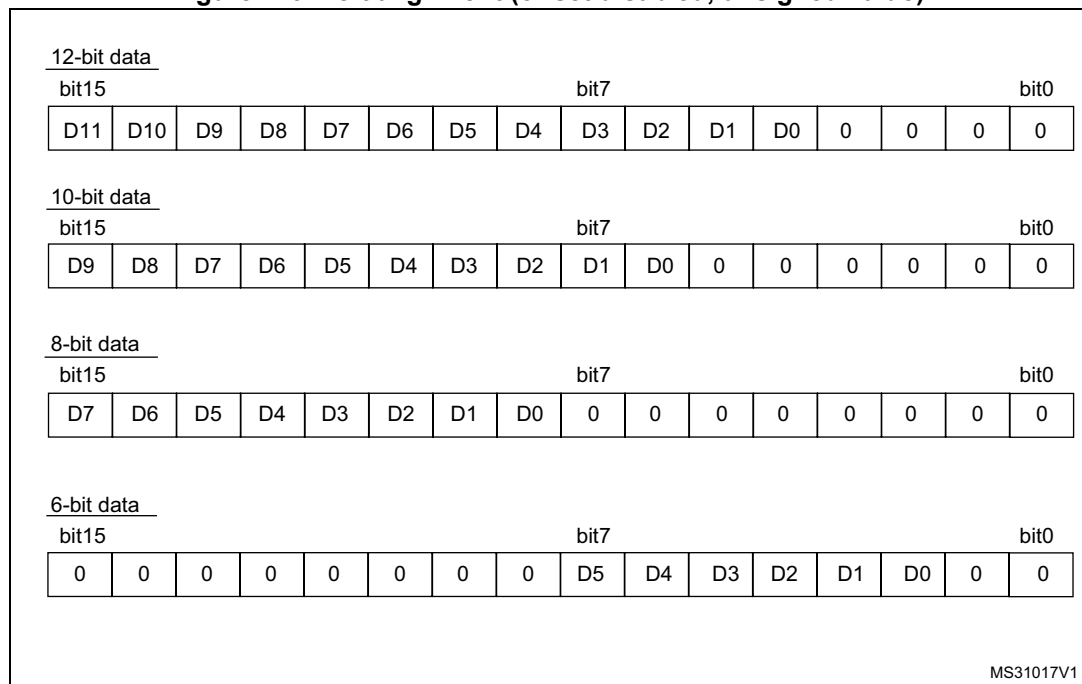 12-bit data
bit15 bit7 bit0
D11 D10 D9 D8 D7 D6 D5 D4 D3 D2 D1 D0 0 0 0 0
10-bit data
bit15 bit7 bit0
D9 D8 D7 D6 D5 D4 D3 D2 D1 D0 0 0 0 0 0 0
8-bit data
bit15 bit7 bit0
D7 D6 D5 D4 D3 D2 D1 D0 0 0 0 0 0 0 0 0
6-bit data
bit15 bit7 bit0
0 0 0 0 0 0 0 0 D5 D4 D3 D2 D1 D0 0 0
MS31017V1